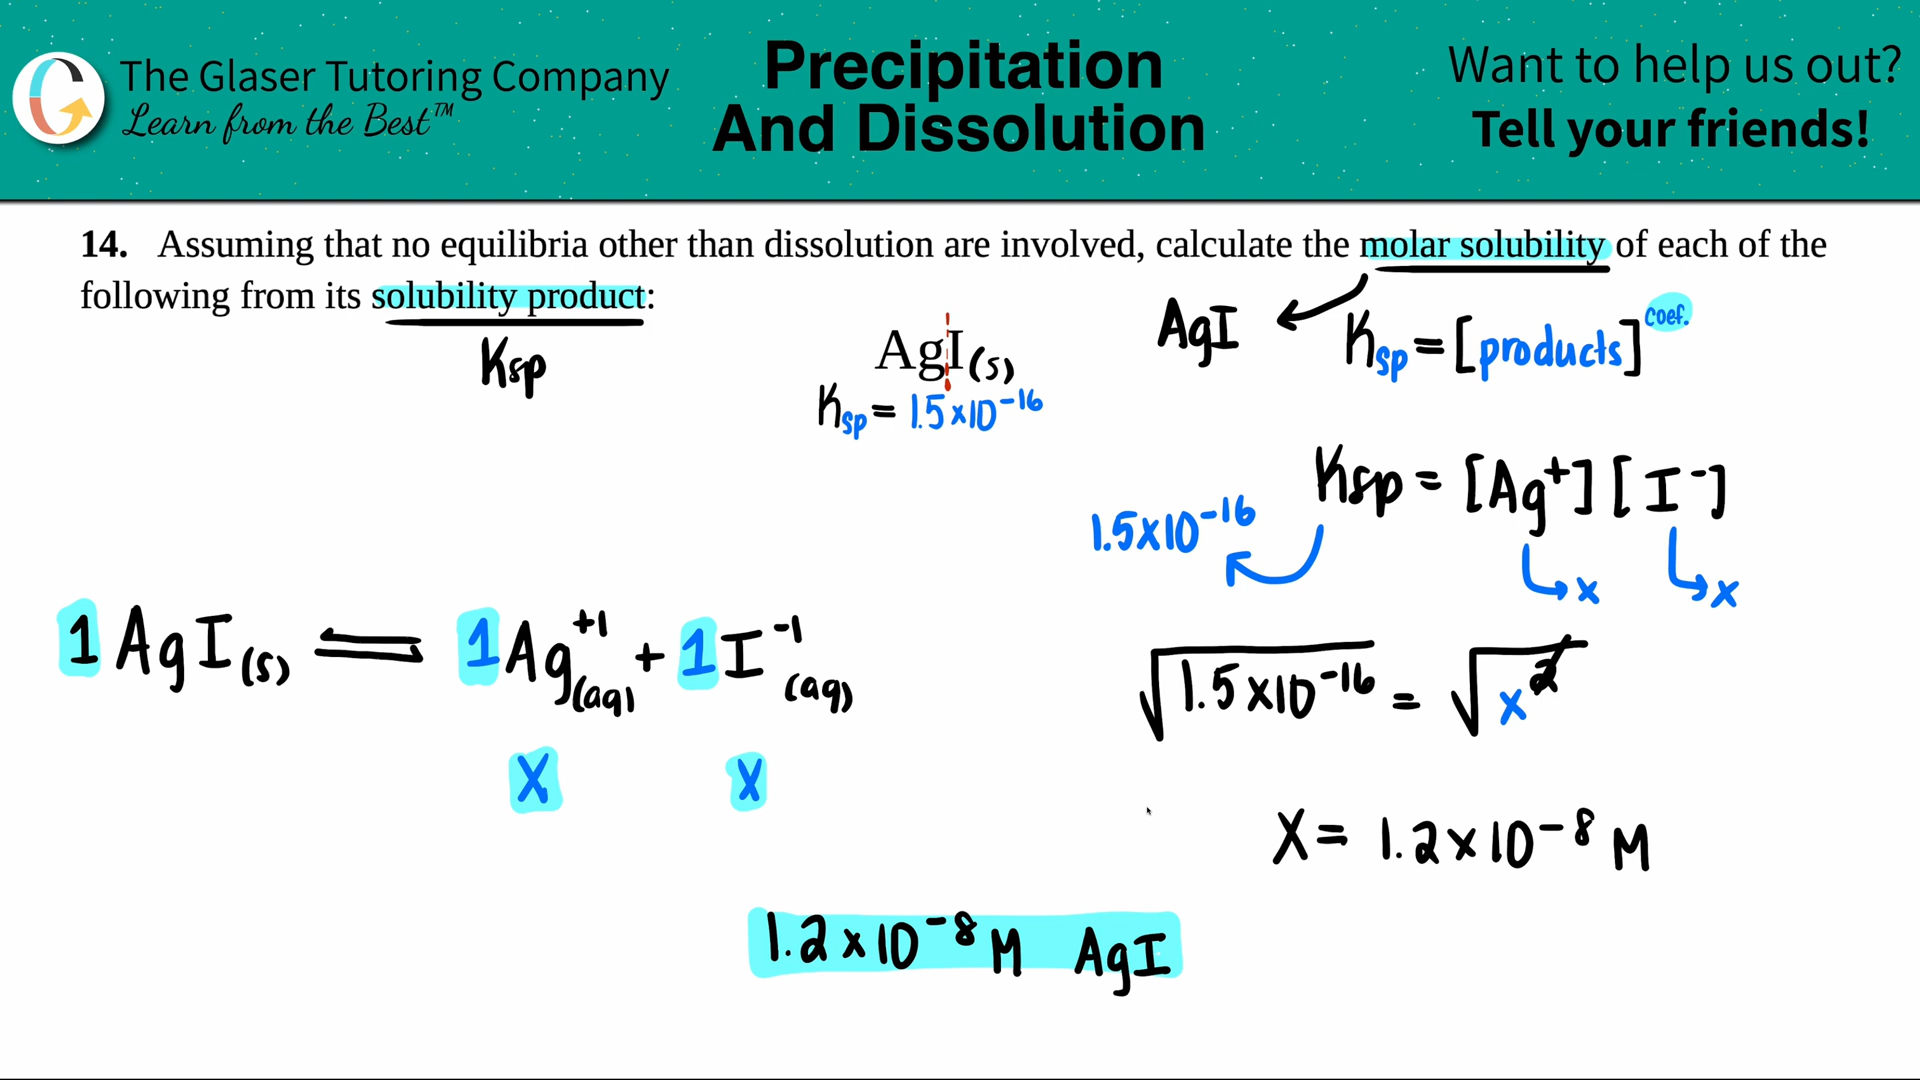 The Glaser Tutoring Company
Learn from the Best™
Precipitation
And Dissolution
Want to help us out?
Tell your friends!
14. Assuming that no equilibria other than dissolution are involved, calculate the molar solubility of each of the
following from its solubility product:
Ksp
AgI(s)
Ksp = 1.5×10⁻¹⁶
AgI
Ksp = [products]^coef.
Ksp = [Ag⁺][I⁻]
1.5×10⁻¹⁶
x
x
1 AgI(s) ⇌ 1 Ag⁺¹(aq) + 1 I⁻¹(aq)
√1.5×10⁻¹⁶ = √x²
X
X
X = 1.2×10⁻⁸ M
1.2×10⁻⁸ M AgI